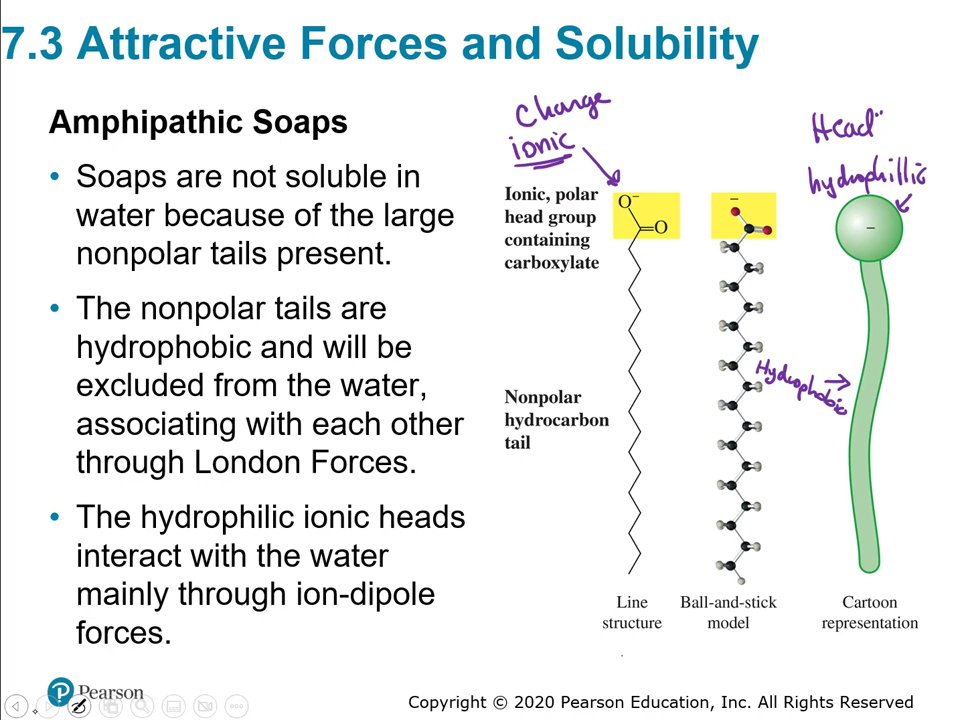 7.3 Attractive Forces and Solubility
Amphipathic Soaps
• Soaps are not soluble in
water because of the large
nonpolar tails present.
• The nonpolar tails are
hydrophobic and will be
excluded from the water,
associating with each other
through London Forces.
• The hydrophilic ionic heads
interact with the water
mainly through ion-dipole
forces.
Charge
ionic
Ionic, polar
head group
containing
carboxylate
O−
=O
Nonpolar
hydrocarbon
tail
Line
structure
−
Ball-and-stick
model
Head
hydrophillic
−
Hydrophobic
Cartoon
representation
P Pearson
Copyright © 2020 Pearson Education, Inc. All Rights Reserved